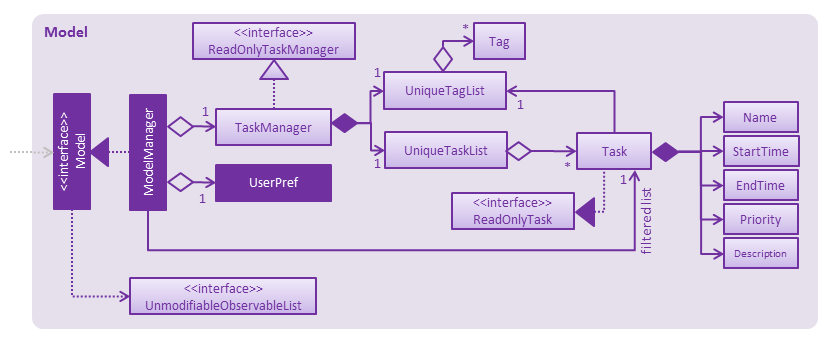 Model
<<interface>>
ReadOnlyTaskManager
*
Tag
<<interface>>
Model
ModelManager
1
TaskManager
1
UniqueTagList
1
1
UniqueTaskList
*
Task
1
Name
StartTime
EndTime
Priority
Description
1
UserPref
<<interface>>
ReadOnlyTask
filtered list
<<interface>>
UnmodifiableObservableList